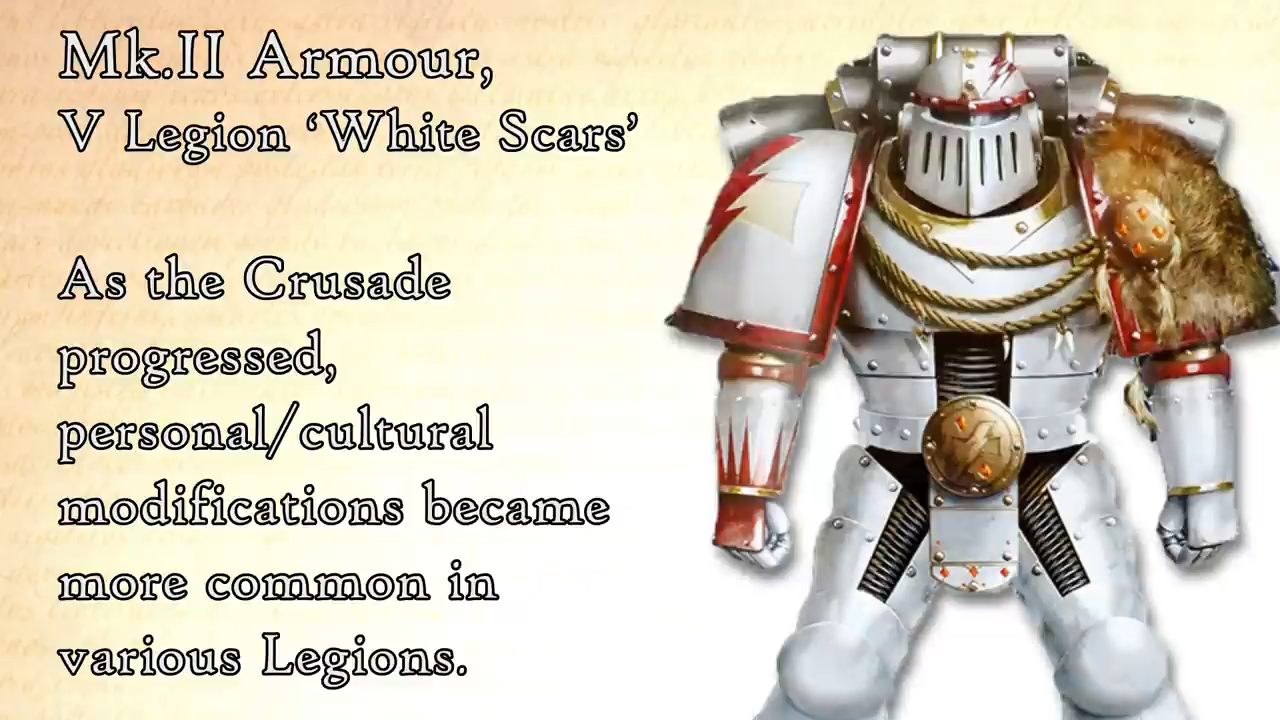 Mk.II Armour,
V Legion ‘White Scars’
As the Crusade
progressed,
personal/cultural
modifications became
more common in
various Legions.